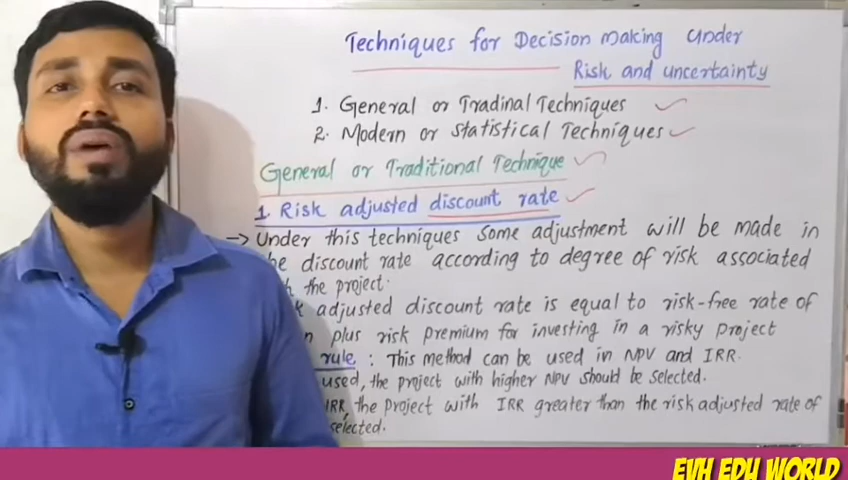 Techniques for Decision Making under
Risk and uncertainty
1. General or Tradinal Techniques
2. Modern or Statistical Techniques
General or Traditional Technique
1. Risk adjusted discount rate
→ Under this techniques some adjustment will be made in
discount rate according to degree of risk associated
the project.
adjusted discount rate is equal to risk-free rate of
plus risk premium for investing in a risky project
rule : This method can be used in NPV and IRR.
used, the project with higher NPV should be selected.
IRR, the project with IRR greater than the risk adjusted rate of
selected.
EVH EDU WORLD